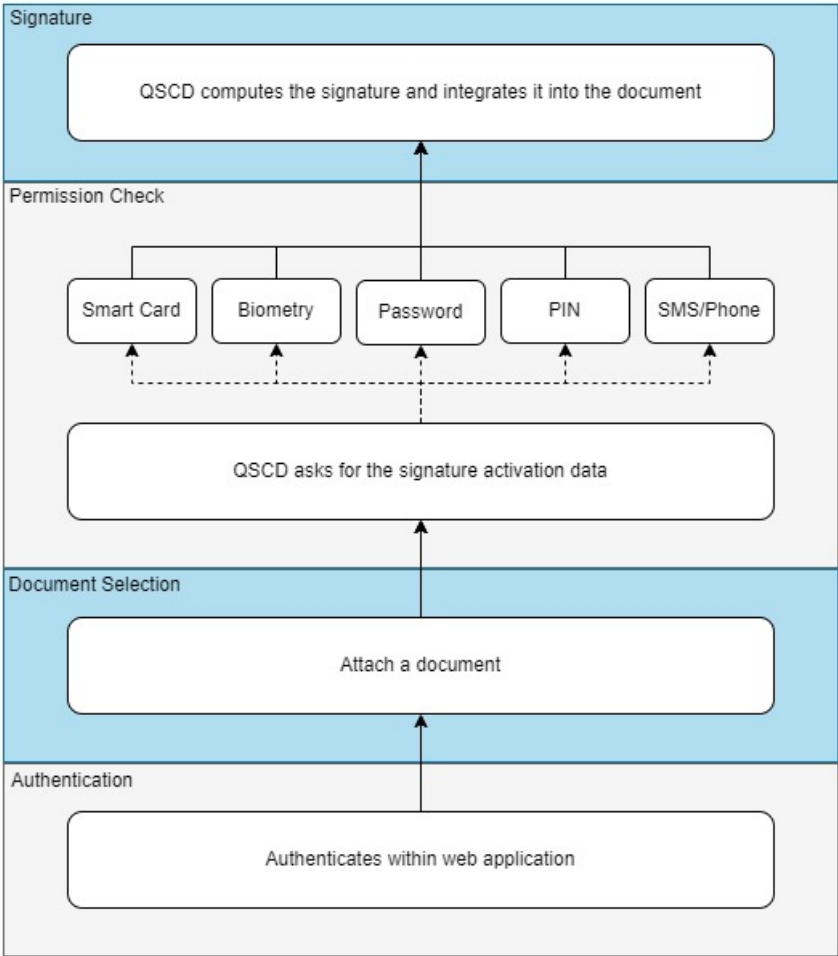 Signature
QSCD computes the signature and integrates it into the document
Permission Check
Smart Card
Biometry
Password
PIN
SMS/Phone
QSCD asks for the signature activation data
Document Selection
Attach a document
Authentication
Authenticates within web application